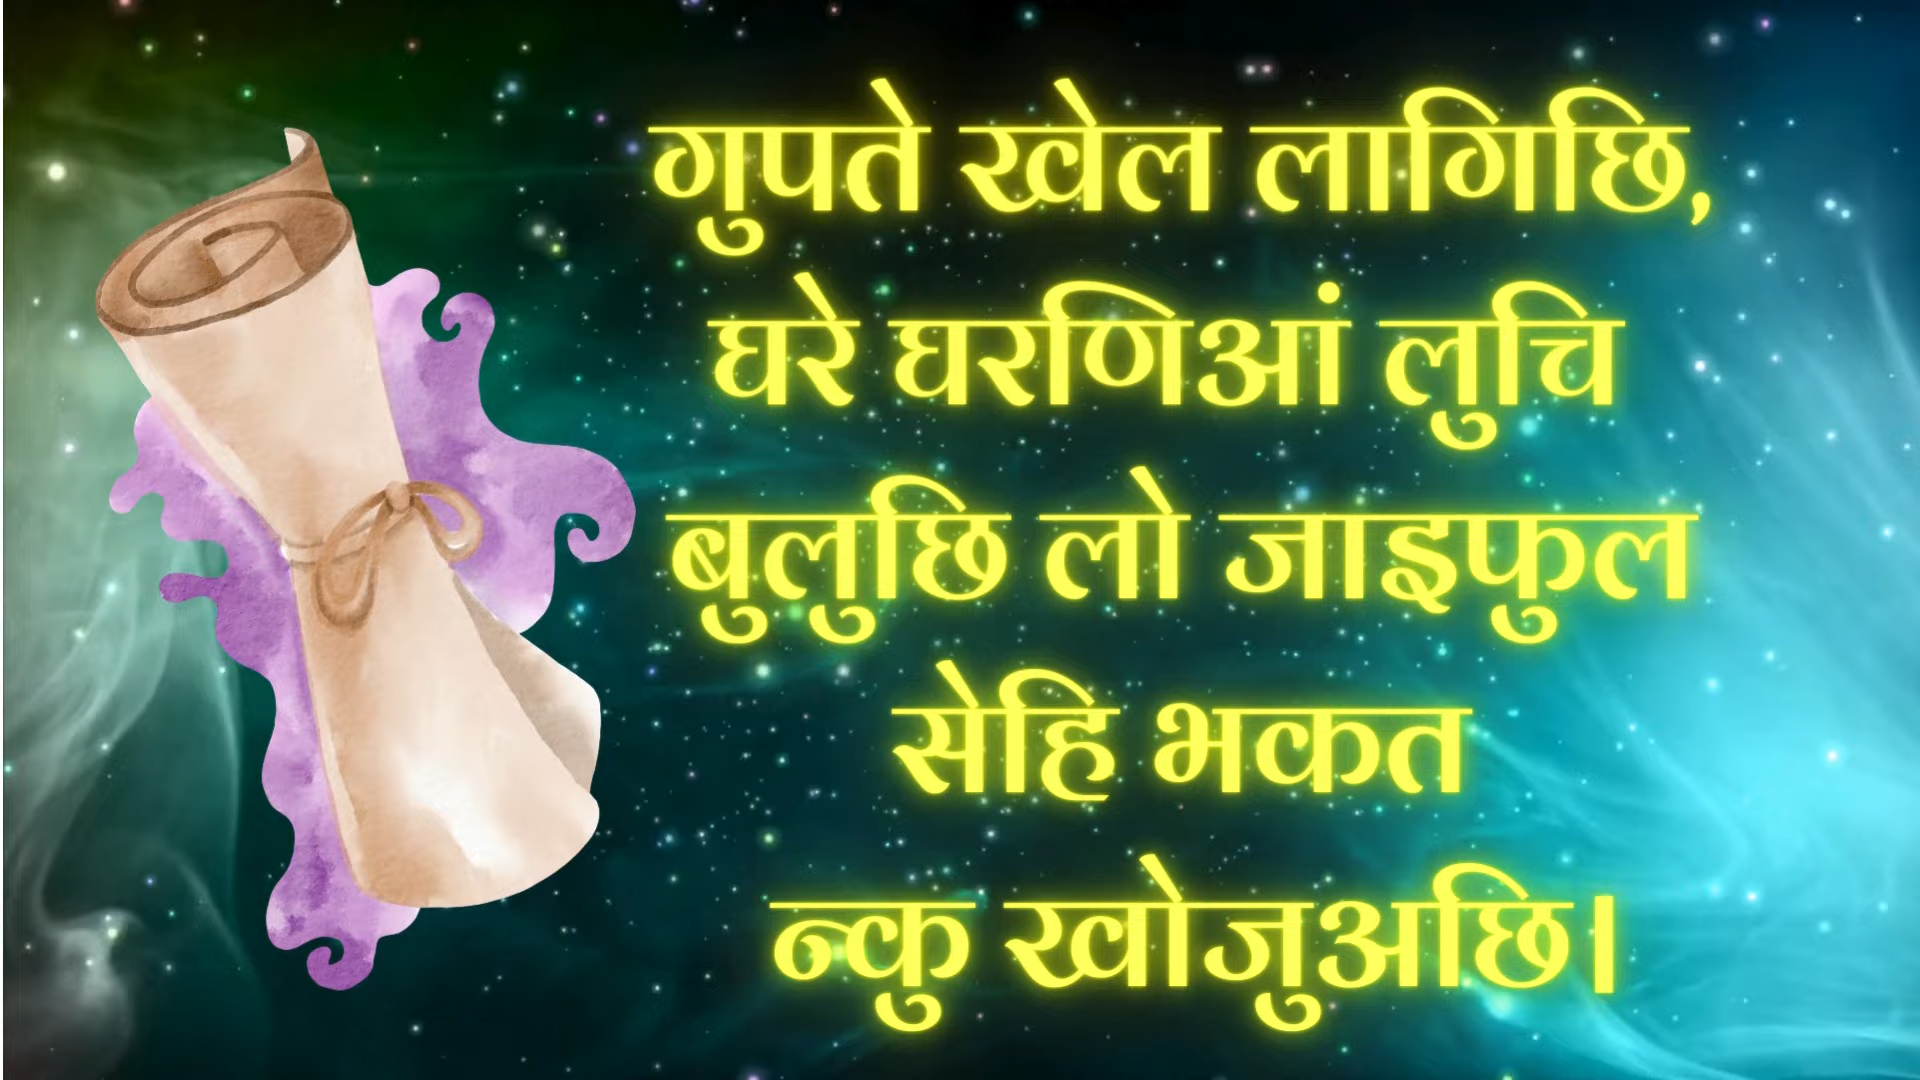 गुपते खेल लागिछि,
घरे घरणिआं लुचि
बुलुछि लो जाइफुल
सेहि भकत
न्कु खोजुअछि।